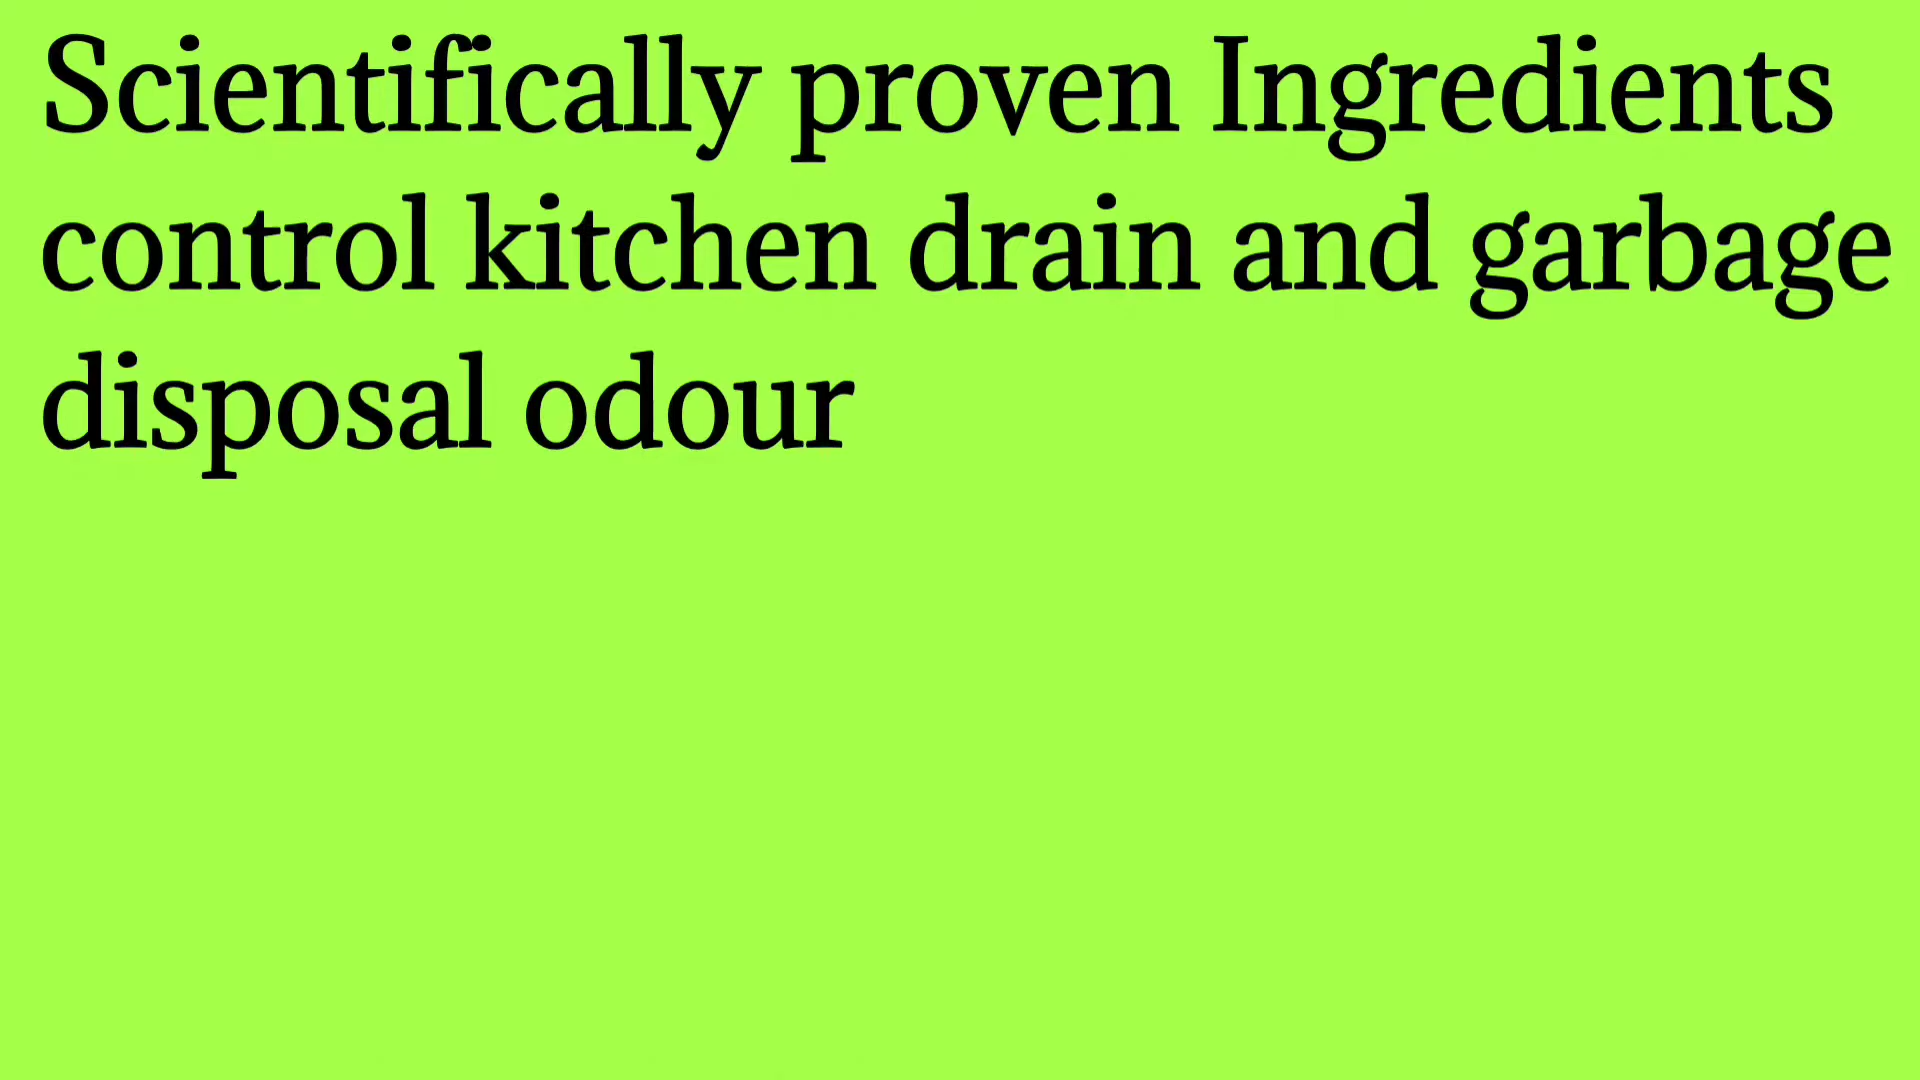 Scientifically proven Ingredients
control kitchen drain and garbage
disposal odour